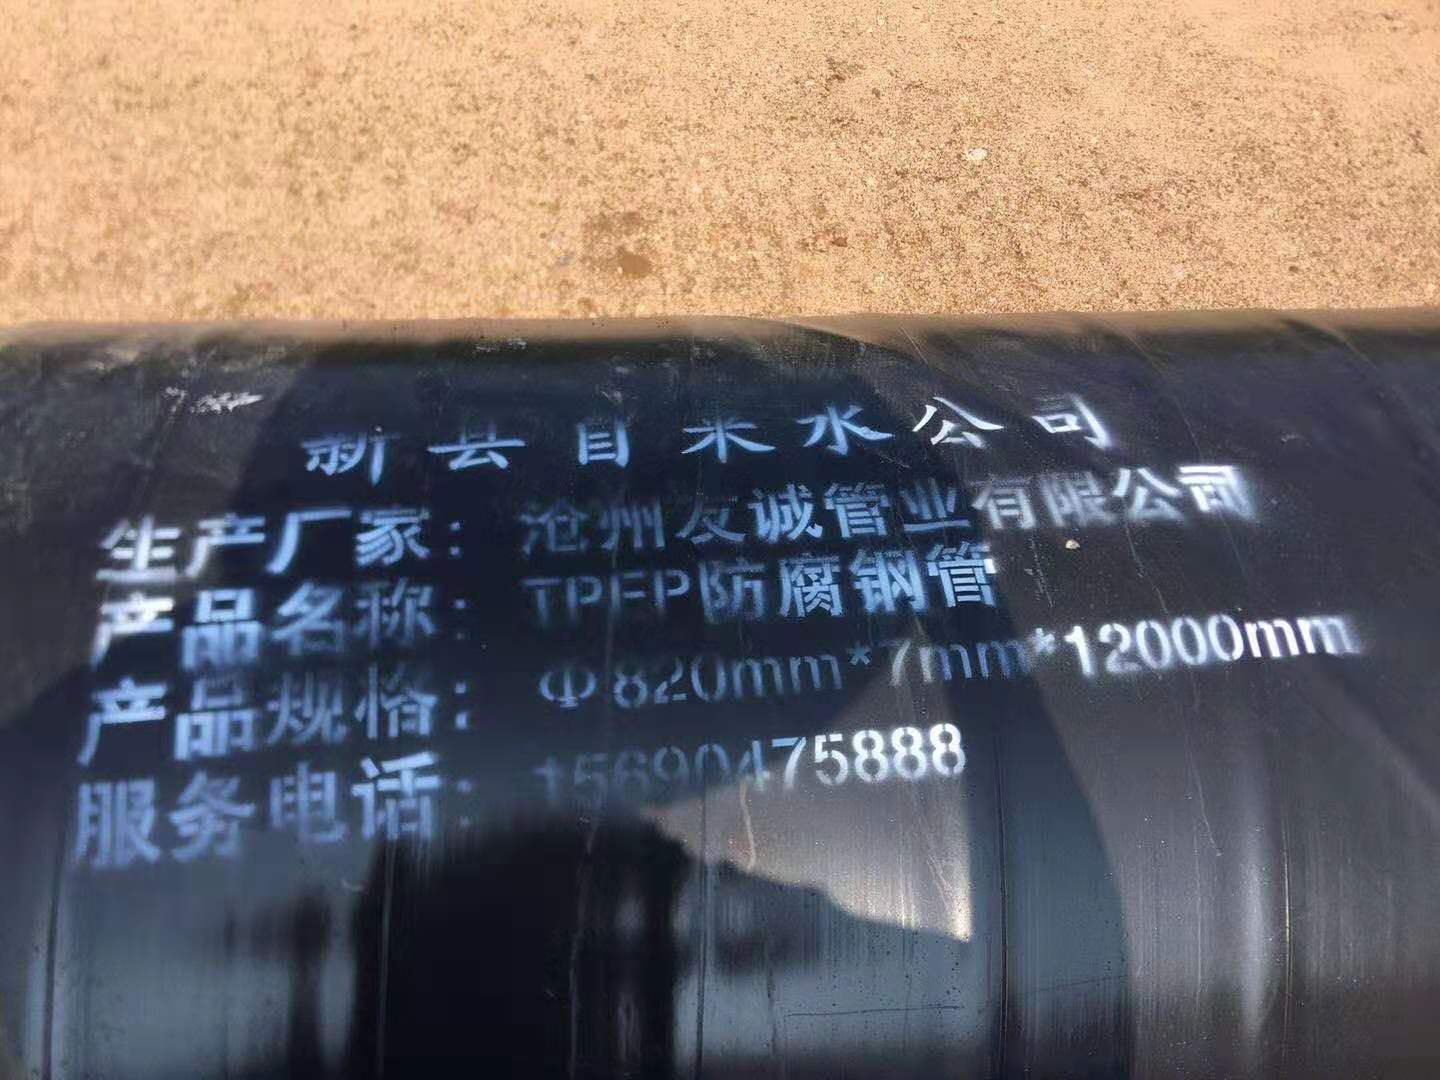 新县自来水公司
生产厂家：沧州友诚管业有限公司
产品名称：TPEP防腐钢管
产品规格：Φ820mm*7mm*12000mm
服务电话：15690475888